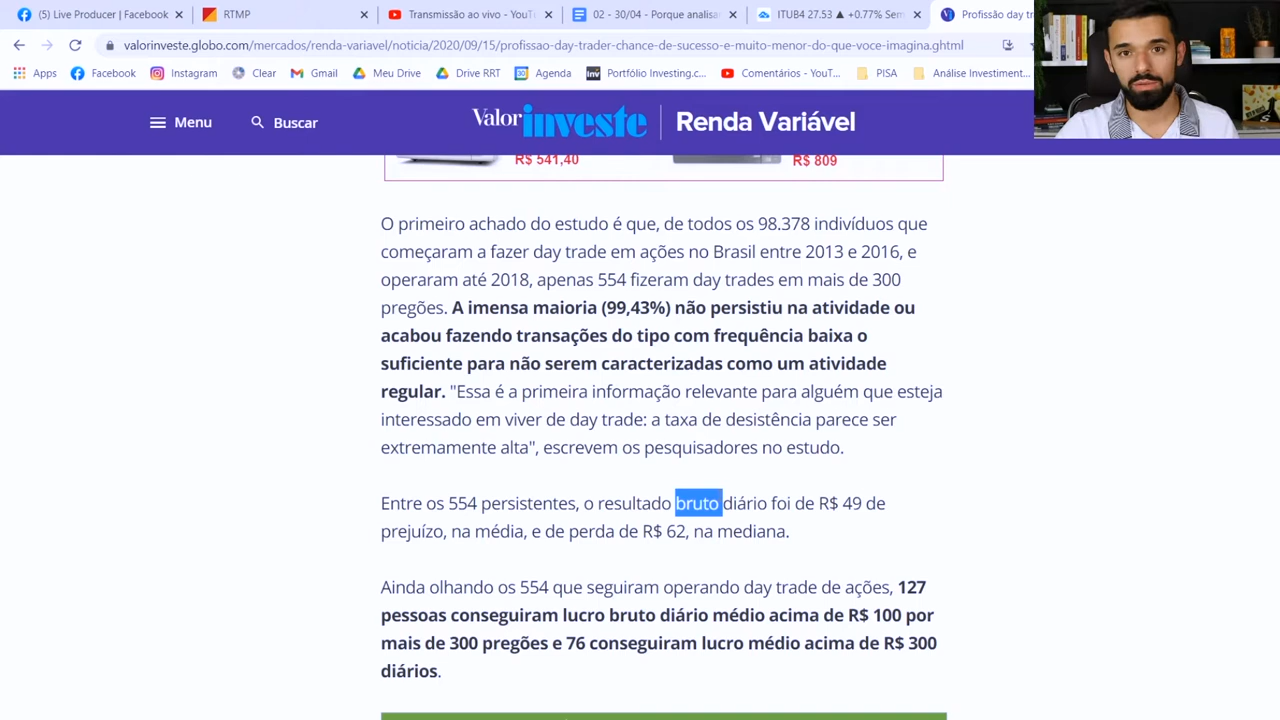 (5) Live Producer | Facebook
RTMP
Transmissão ao vivo - YouT
02 - 30/04 - Porque analisa
ITUB4 27.53 ▲ +0.77% Sem
Profissão day tr
valorinveste.globo.com/mercados/renda-variavel/noticia/2020/09/15/profissao-day-trader-chance-de-sucesso-e-muito-menor-do-que-voce-imagina.ghtml
Apps
Facebook
Instagram
Clear
Gmail
Meu Drive
Drive RRT
Agenda
Portfólio Investing.c...
Comentários - YouT...
PISA
Análise Investiment...
Menu
Buscar
Valor investe
Renda Variável
R$ 541,40
R$ 809
O primeiro achado do estudo é que, de todos os 98.378 indivíduos que
começaram a fazer day trade em ações no Brasil entre 2013 e 2016, e
operaram até 2018, apenas 554 fizeram day trades em mais de 300
pregões. A imensa maioria (99,43%) não persistiu na atividade ou
acabou fazendo transações do tipo com frequência baixa o
suficiente para não serem caracterizadas como um atividade
regular. "Essa é a primeira informação relevante para alguém que esteja
interessado em viver de day trade: a taxa de desistência parece ser
extremamente alta", escrevem os pesquisadores no estudo.
Entre os 554 persistentes, o resultado bruto diário foi de R$ 49 de
prejuízo, na média, e de perda de R$ 62, na mediana.
Ainda olhando os 554 que seguiram operando day trade de ações, 127
pessoas conseguiram lucro bruto diário médio acima de R$ 100 por
mais de 300 pregões e 76 conseguiram lucro médio acima de R$ 300
diários.